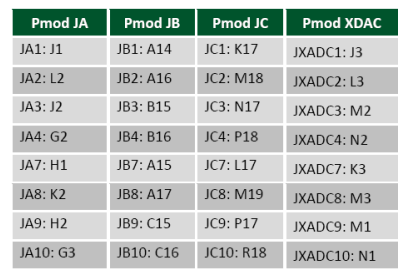 Pmod JA Pmod JB Pmod JC Pmod XDAC
JA1: J1 JB1: A14 JC1: K17 JXADC1: J3
JA2: L2 JB2: A16 JC2: M18 JXADC2: L3
JA3: J2 JB3: B15 JC3: N17 JXADC3: M2
JA4: G2 JB4: B16 JC4: P18 JXADC4: N2
JA7: H1 JB7: A15 JC7: L17 JXADC7: K3
JA8: K2 JB8: A17 JC8: M19 JXADC8: M3
JA9: H2 JB9: C15 JC9: P17 JXADC9: M1
JA10: G3 JB10: C16 JC10: R18 JXADC10: N1